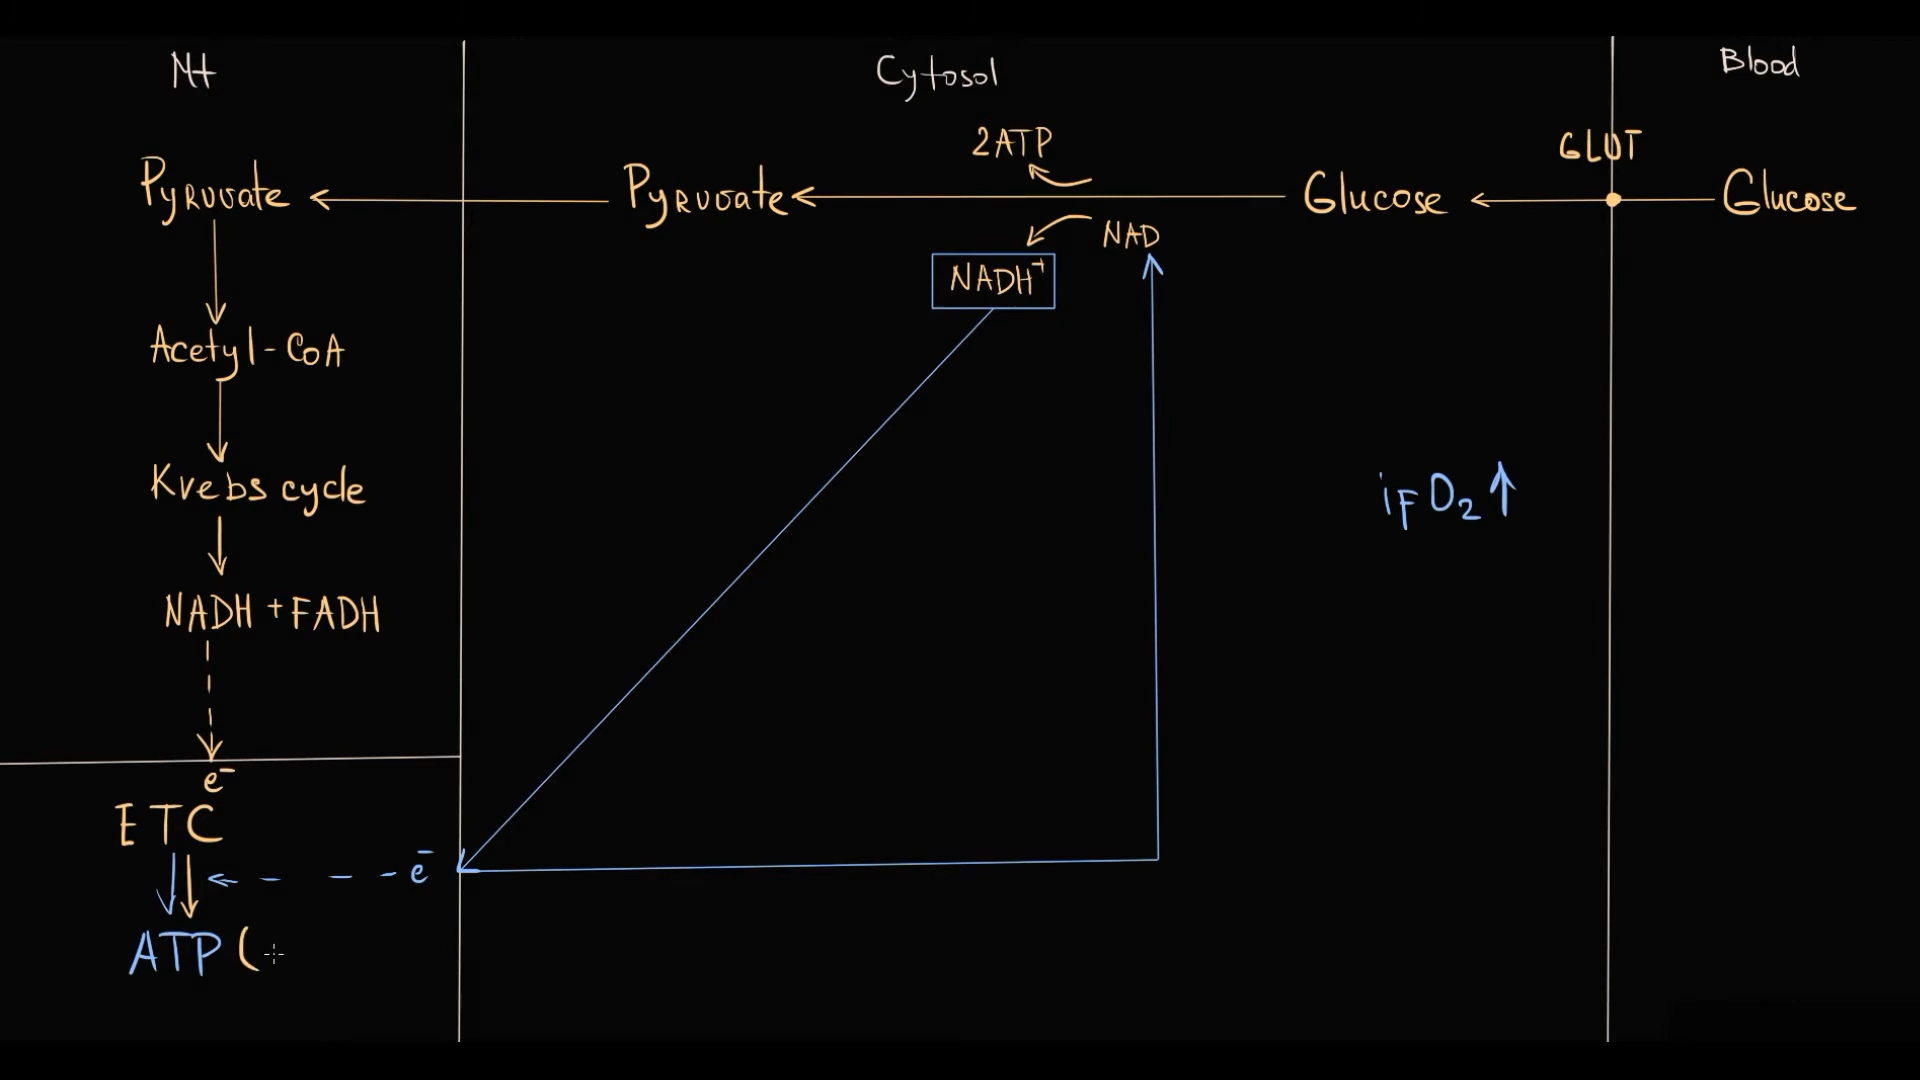 Mt
Cytosol
Blood
2ATP
GLUT
Pyruvate
Pyruvate
Glucose
Glucose
NAD
NADH+
Acetyl-CoA
Krebs cycle
iF O2 ↑
NADH + FADH
e-
ETC
e-
ATP (